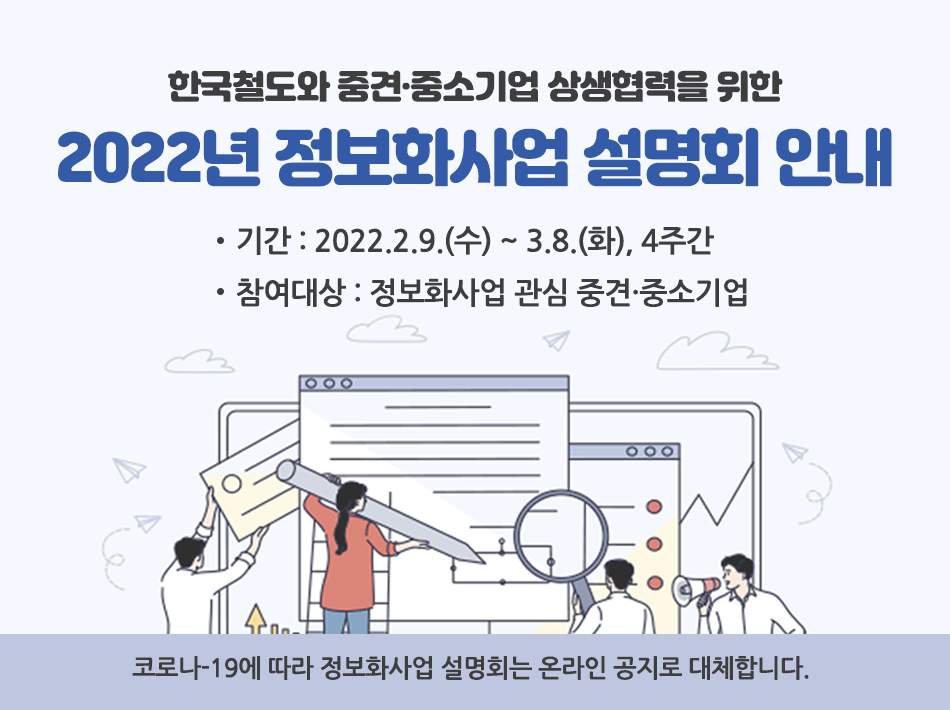 한국철도와 중견·중소기업 상생협력을 위한
2022년 정보화사업 설명회 안내
• 기간 : 2022.2.9.(수) ~ 3.8.(화), 4주간
• 참여대상 : 정보화사업 관심 중견·중소기업
코로나-19에 따라 정보화사업 설명회는 온라인 공지로 대체합니다.